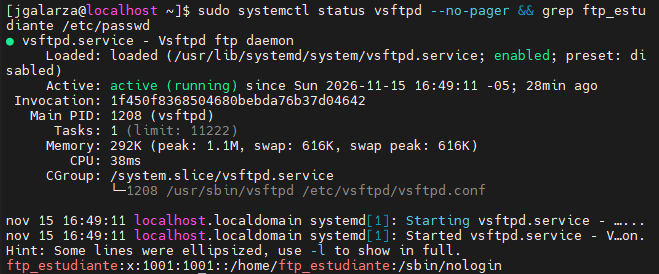 [jgalarza@localhost ~]$ sudo systemctl status vsftpd --no-pager && grep ftp_estu
diante /etc/passwd
● vsftpd.service - Vsftpd ftp daemon
     Loaded: loaded (/usr/lib/systemd/system/vsftpd.service; enabled; preset: di
sabled)
     Active: active (running) since Sun 2026-11-15 16:49:11 -05; 28min ago
 Invocation: 1f450f8368504680bebda76b37d04642
   Main PID: 1208 (vsftpd)
      Tasks: 1 (limit: 11222)
     Memory: 292K (peak: 1.1M, swap: 616K, swap peak: 616K)
        CPU: 38ms
     CGroup: /system.slice/vsftpd.service
             └─1208 /usr/sbin/vsftpd /etc/vsftpd/vsftpd.conf

nov 15 16:49:11 localhost.localdomain systemd[1]: Starting vsftpd.service - …...
nov 15 16:49:11 localhost.localdomain systemd[1]: Started vsftpd.service - V…on.
Hint: Some lines were ellipsized, use -l to show in full.
ftp_estudiante:x:1001:1001::/home/ftp_estudiante:/sbin/nologin